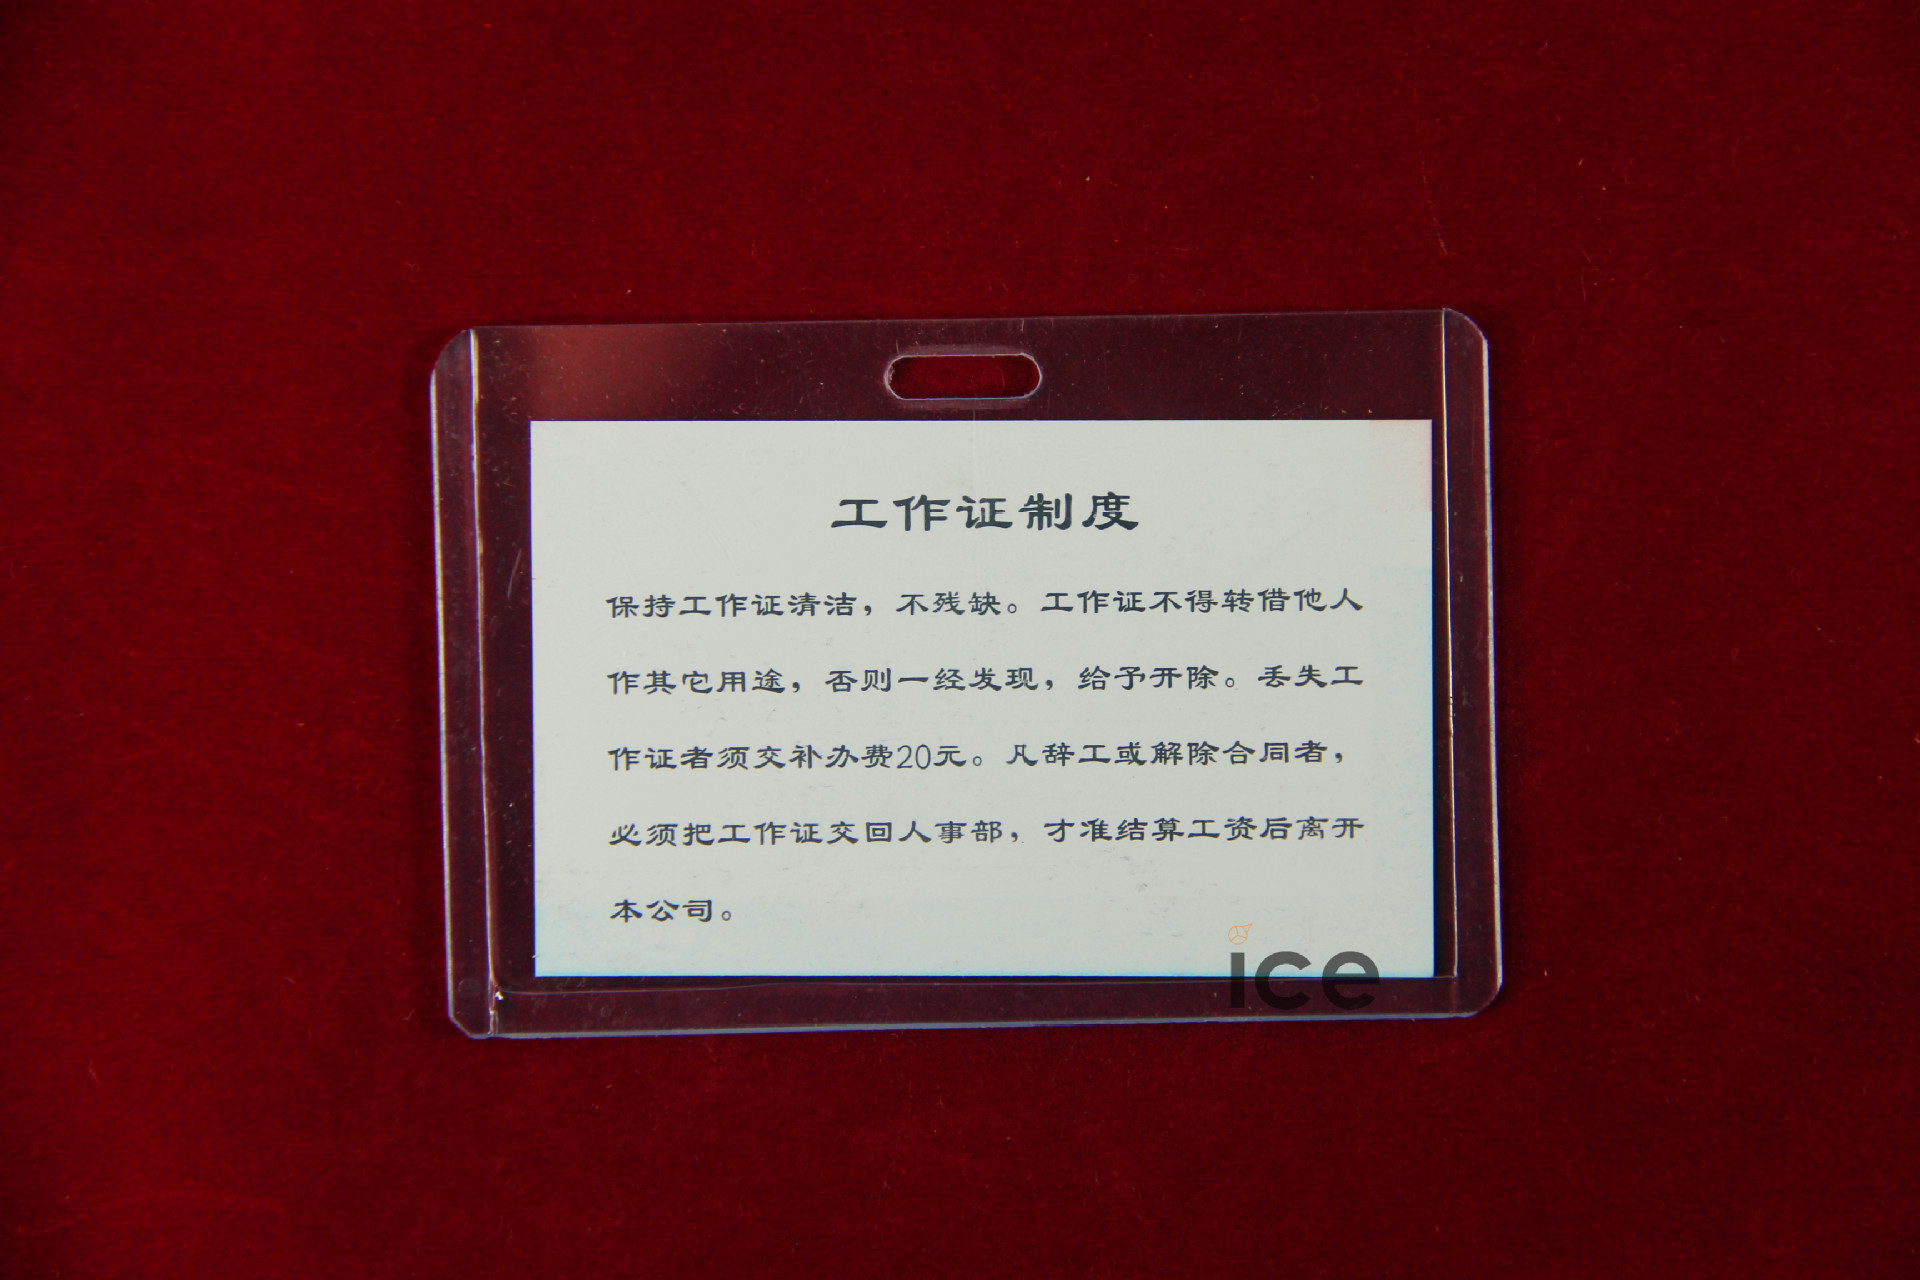 工作证制度
保持工作证清洁，不残缺。工作证不得转借他人
作其它用途，否则一经发现，给予开除。丢失工
作证者须交补办费20元。凡辞工或解除合同者，
必须把工作证交回人事部，才准结算工资后离开
本公司。
ice